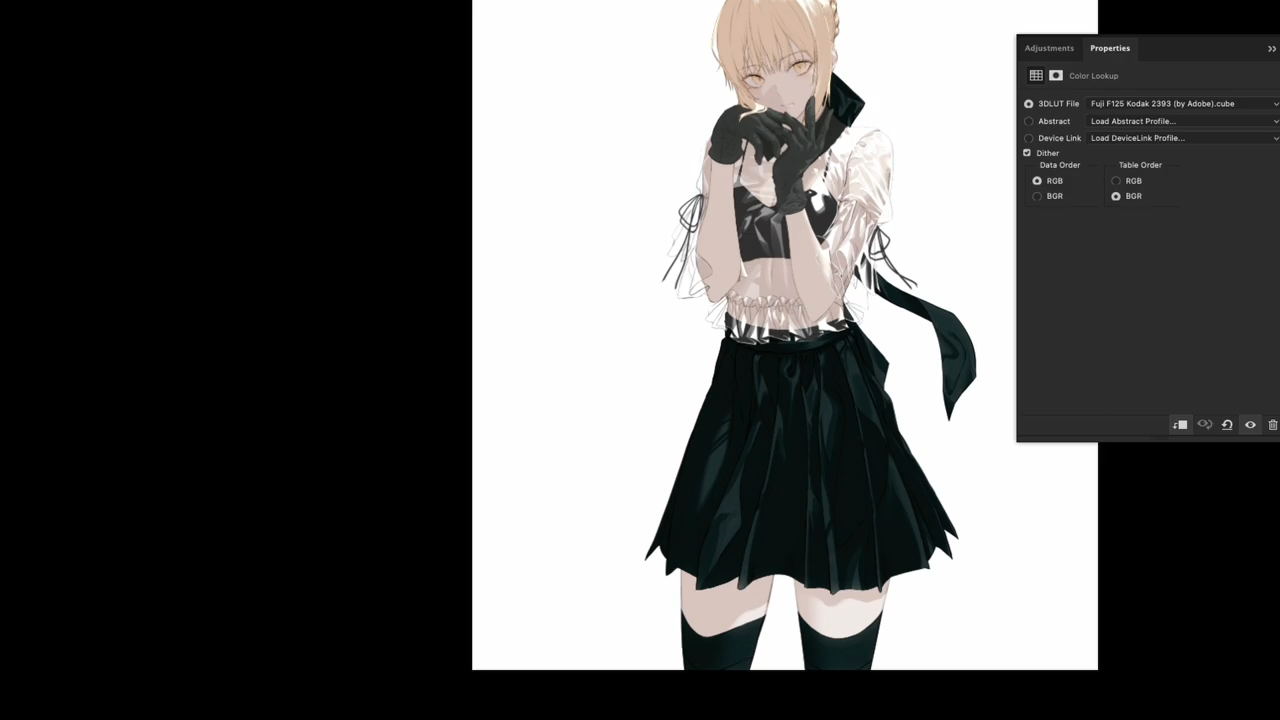 Adjustments Properties
Color Lookup
3DLUT File Fuji F125 Kodak 2393 (by Adobe).cube
Abstract Load Abstract Profile...
Device Link Load DeviceLink Profile...
Dither
Data Order Table Order
RGB RGB
BGR BGR